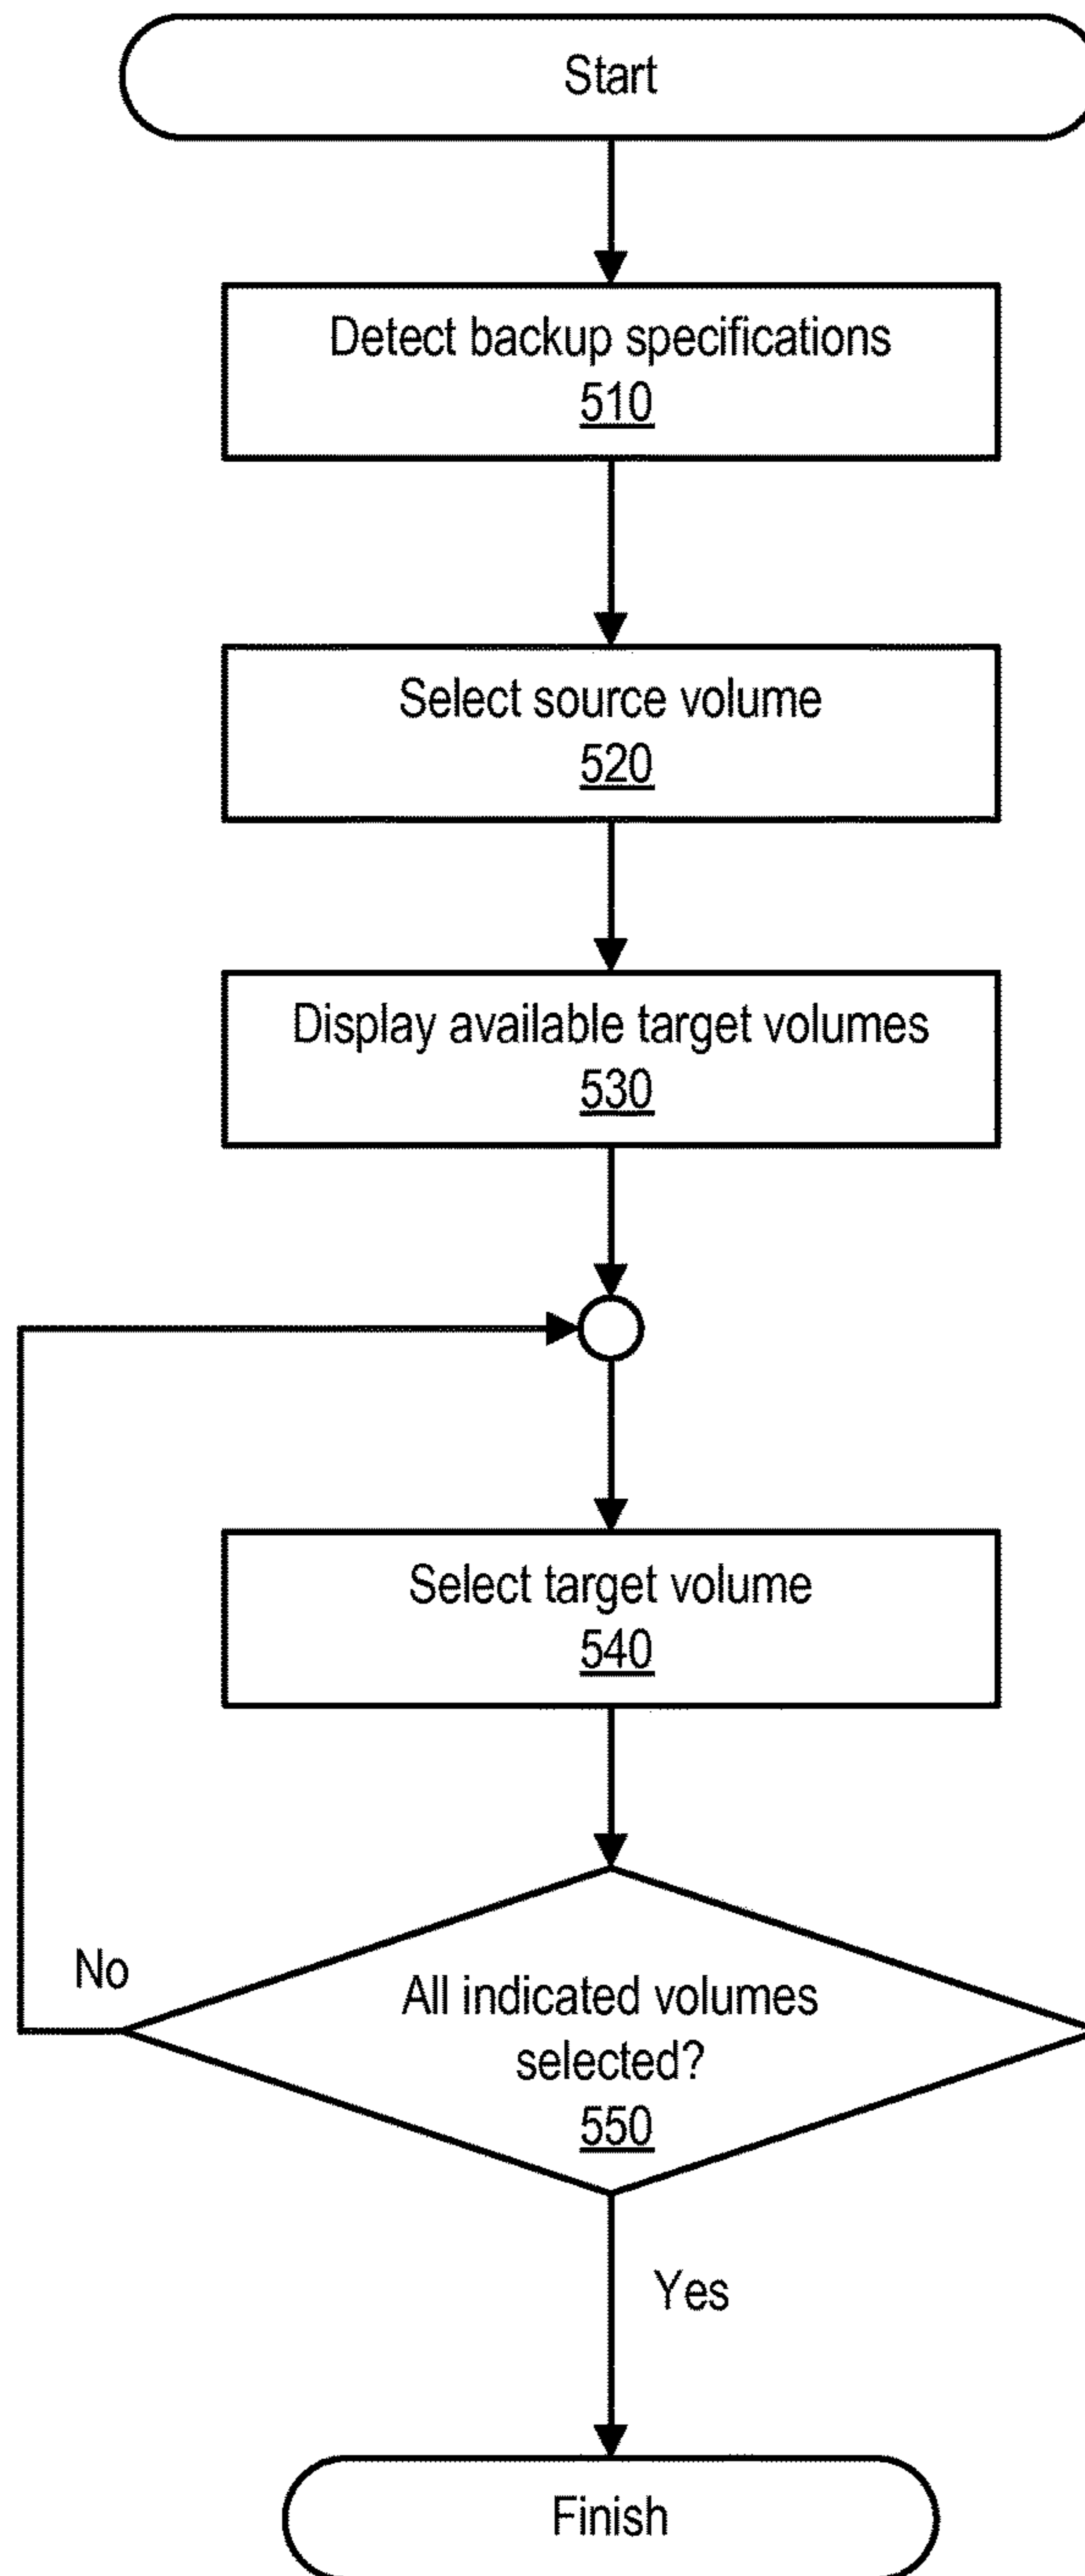 Start
Detect backup specifications
510
Select source volume
520
Display available target volumes
530
Select target volume
540
No
All indicated volumes
selected?
550
Yes
Finish